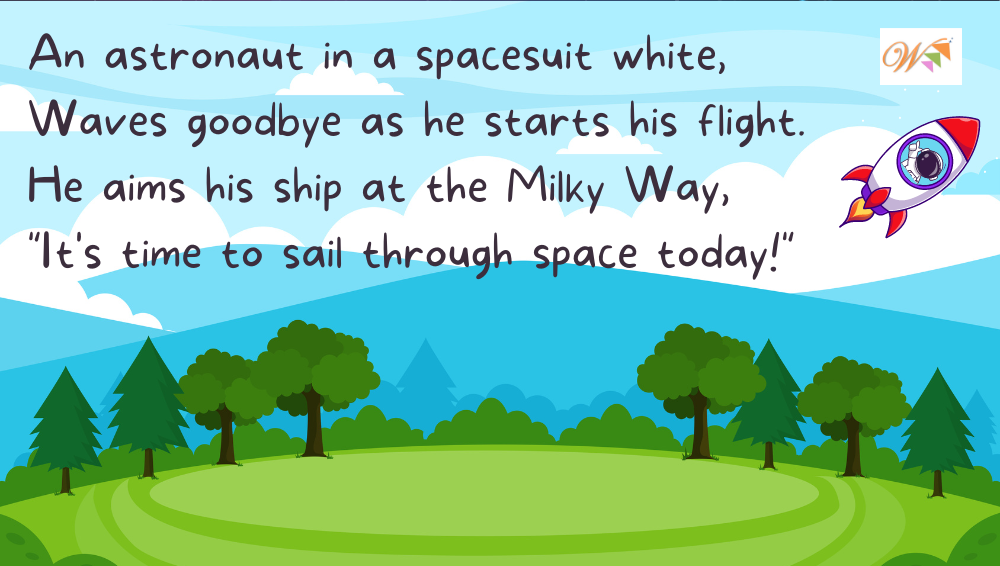 An astronaut in a spacesuit white,
Waves goodbye as he starts his flight.
He aims his ship at the Milky Way,
"It's time to sail through space today!"
W